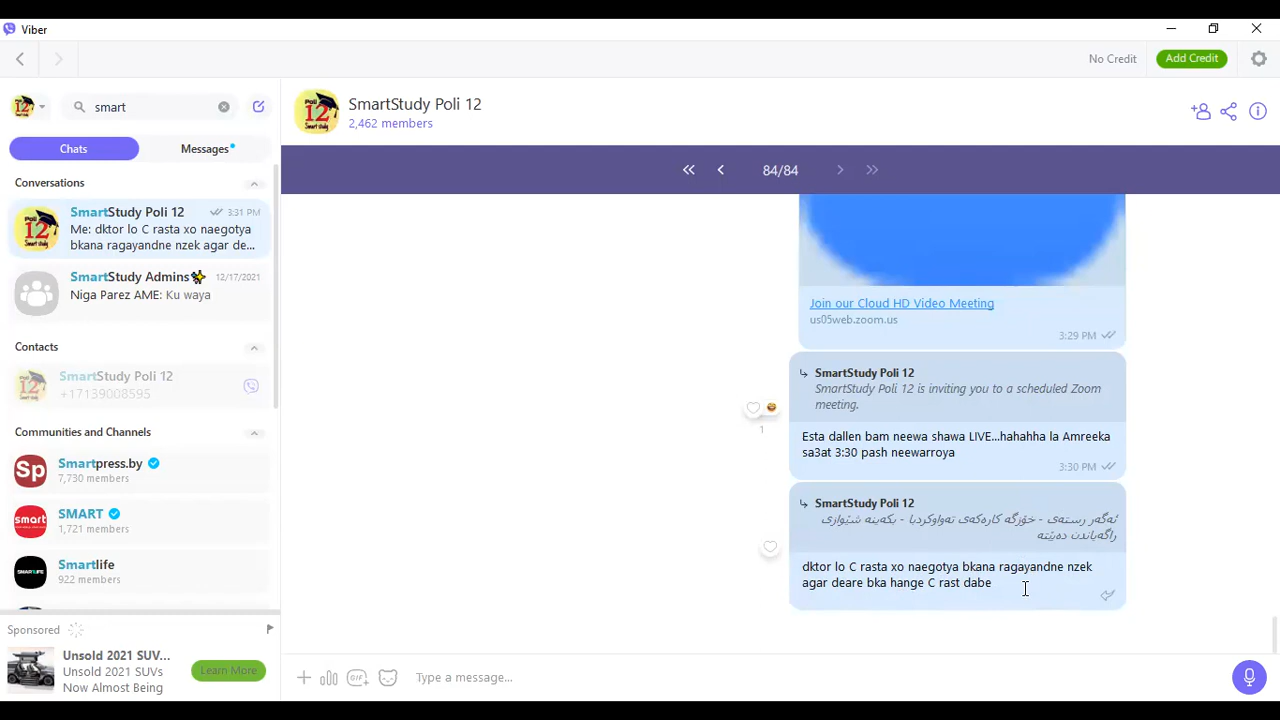 Viber
No Credit
Add Credit
smart
Chats
Messages
Conversations
SmartStudy Poli 12
3:31 PM
Me: dktor lo C rasta xo naegotya
bkana ragayandne nzek agar de...
SmartStudy Admins
12/17/2021
Niga Parez AME: Ku waya
Contacts
SmartStudy Poli 12
+17139008595
Communities and Channels
Smartpress.by
7,730 members
SMART
1,721 members
Smartlife
922 members
Sponsored
Unsold 2021 SUV...
Unsold 2021 SUVs
Now Almost Being
Learn More
Poli
12
Smart study
SmartStudy Poli 12
2,462 members
84/84
Join our Cloud HD Video Meeting
us05web.zoom.us
3:29 PM
SmartStudy Poli 12
SmartStudy Poli 12 is inviting you to a scheduled Zoom
meeting.
Esta dallen bam neewa shawa LIVE...hahahha la Amreeka
sa3at 3:30 pash neewarroya
3:30 PM
1
SmartStudy Poli 12
ئەگەر رستەی - خۆزگە کارەکەی تەواوکردبا - بکەینە شێوازی
راگەیاندن دەبێتە
dktor lo C rasta xo naegotya bkana ragayandne nzek
agar deare bka hange C rast dabe
GIF
Type a message...